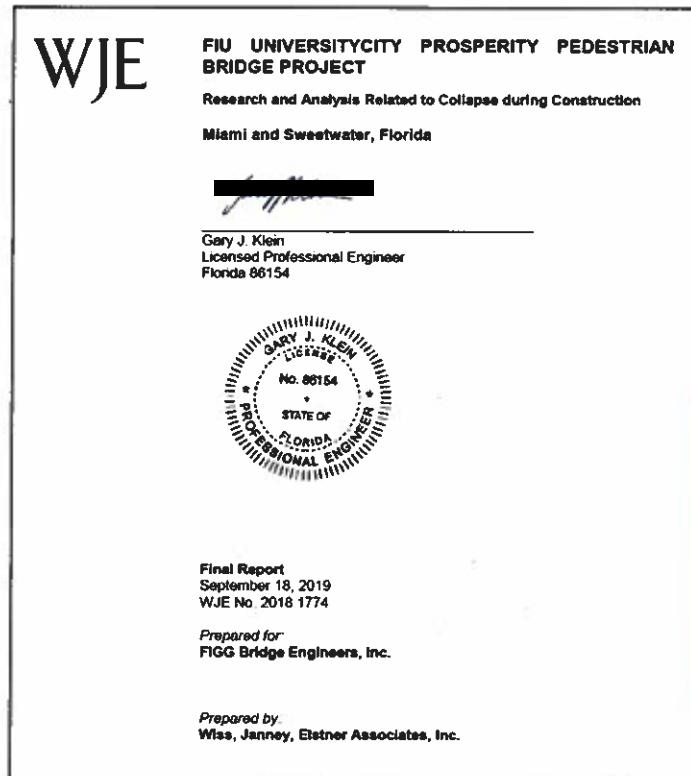 WJE
FIU UNIVERSITYCITY PROSPERITY PEDESTRIAN
BRIDGE PROJECT
Research and Analysis Related to Collapse during Construction
Miami and Sweetwater, Florida
Gary J. Klein
Licensed Professional Engineer
Florida 86154
GARY J. KLEIN
LICENSE
No. 86154
STATE OF
FLORIDA
PROFESSIONAL ENGINEER
Final Report
September 18, 2019
WJE No. 2018 1774
Prepared for:
FIGG Bridge Engineers, Inc.
Prepared by:
Wiss, Janney, Elstner Associates, Inc.